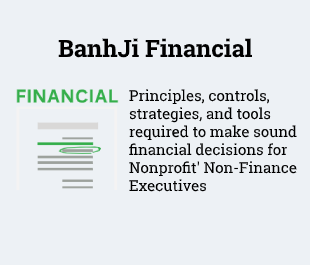 BanhJi Financial
FINANCIAL
Principles, controls,
strategies, and tools
required to make sound
financial decisions for
Nonprofit' Non-Finance
Executives